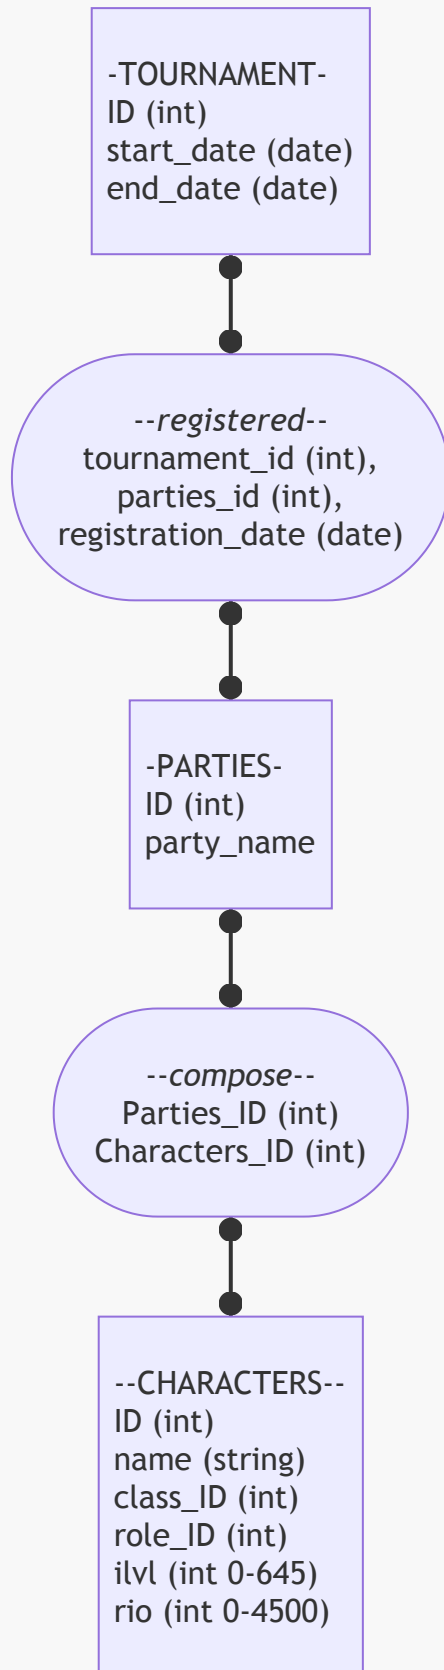 -TOURNAMENT-
ID (int)
start_date (date)
end_date (date)
--registered--
tournament_id (int),
parties_id (int),
registration_date (date)
-PARTIES-
ID (int)
party_name
--compose--
Parties_ID (int)
Characters_ID (int)
--CHARACTERS--
ID (int)
name (string)
class_ID (int)
role_ID (int)
ilvl (int 0-645)
rio (int 0-4500)